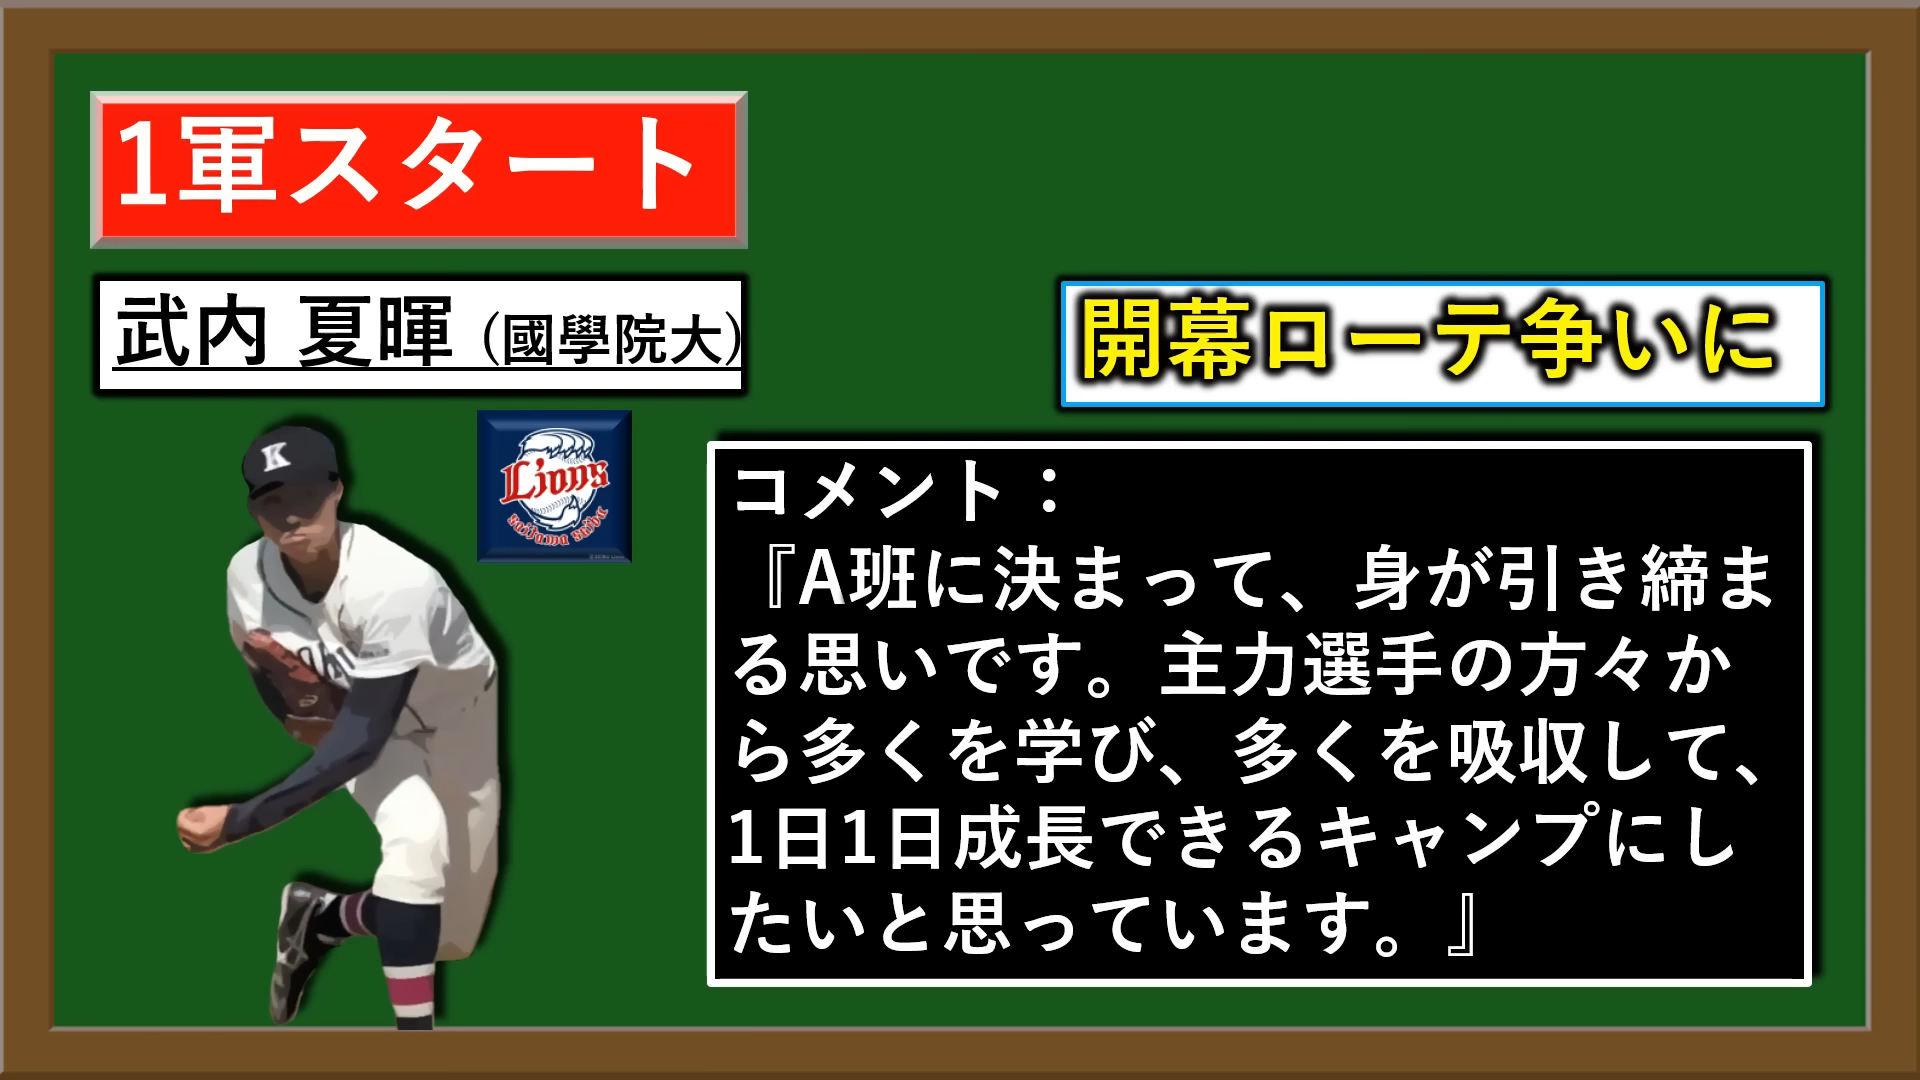 1軍スタート
武内 夏暉 (國學院大)
開幕ローテ争いに
K
Lions
saitama seibu
コメント：
『A班に決まって、身が引き締ま
る思いです。主力選手の方々か
ら多くを学び、多くを吸収して、
1日1日成長できるキャンプにし
たいと思っています。』